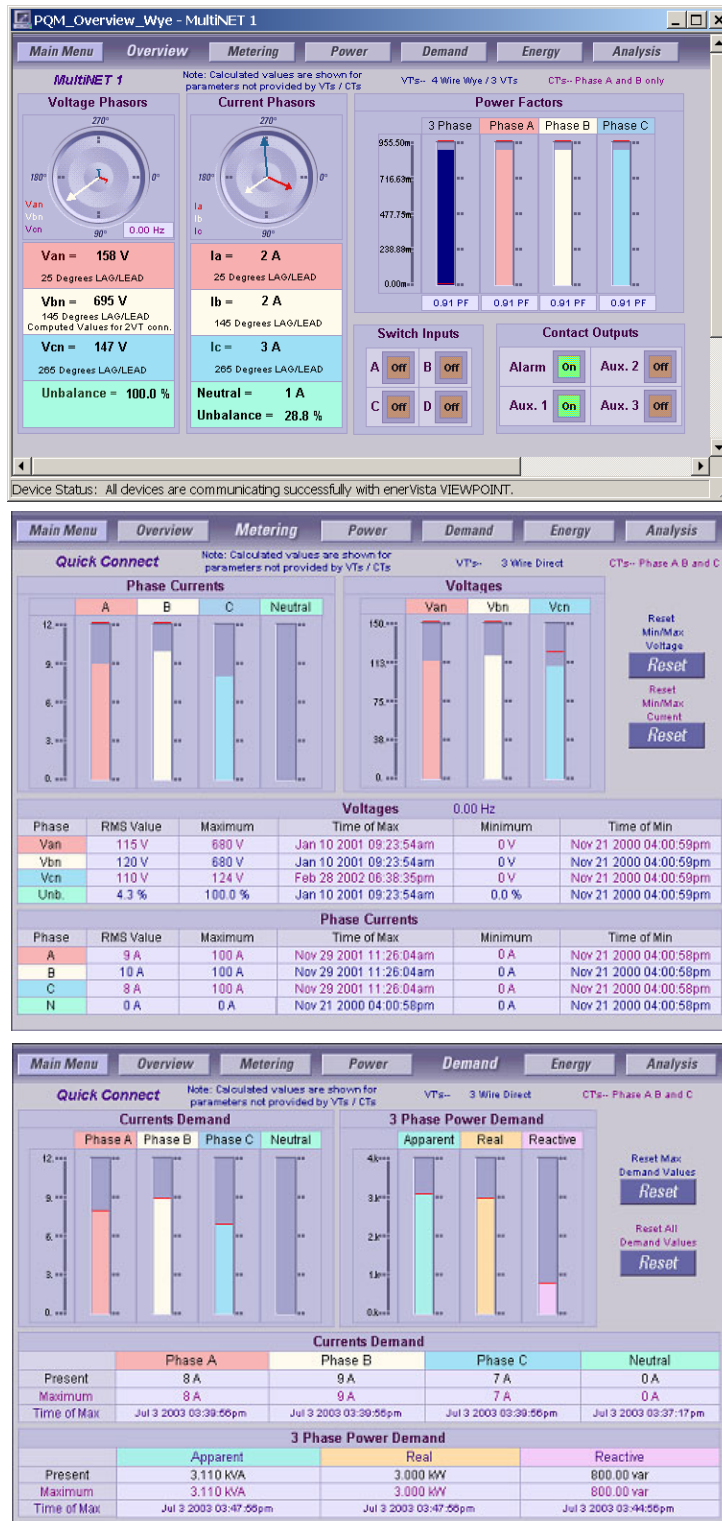 PQM_Overview_Wye - MultiNET 1
Main Menu Overview Metering Power Demand Energy Analysis
MultiNET 1 Note: Calculated values are shown for parameters not provided by VTs / CTs VT's-- 4 Wire Wye / 3 VTs CT's-- Phase A and B only
Voltage Phasors
270°
180° 0°
90°
Van
Vbn
Vcn
0.00 Hz
Van = 158 V
25 Degrees LAG/LEAD
Vbn = 695 V
145 Degrees LAG/LEAD
Computed Values for 2VT conn.
Vcn = 147 V
265 Degrees LAG/LEAD
Unbalance = 100.0 %
Current Phasors
270°
180° 0°
90°
Ia
Ib
Ic
Ia = 2 A
25 Degrees LAG/LEAD
Ib = 2 A
145 Degrees LAG/LEAD
Ic = 3 A
265 Degrees LAG/LEAD
Neutral = 1 A
Unbalance = 28.8 %
Power Factors
3 Phase Phase A Phase B Phase C
955.50m
716.63m
477.75m
238.88m
0.00m
0.91 PF 0.91 PF 0.91 PF 0.91 PF
Switch Inputs
A Off B Off
C Off D Off
Contact Outputs
Alarm On Aux. 2 Off
Aux. 1 On Aux. 3 Off
Device Status: All devices are communicating successfully with enerVista VIEWPOINT.
Main Menu Overview Metering Power Demand Energy Analysis
Quick Connect Note: Calculated values are shown for parameters not provided by VTs / CTs VT's-- 3 Wire Direct CT's-- Phase A B and C
Phase Currents
A B C Neutral
12.
9.
6.
3.
0.
Voltages
Van Vbn Vcn
150.
113.
75.
38.
0.
Reset
Min/Max
Voltage
Reset
Reset
Min/Max
Current
Reset
Voltages 0.00 Hz
Phase RMS Value Maximum Time of Max Minimum Time of Min
Van 115 V 680 V Jan 10 2001 09:23:54am 0 V Nov 21 2000 04:00:59pm
Vbn 120 V 680 V Jan 10 2001 09:23:54am 0 V Nov 21 2000 04:00:59pm
Vcn 110 V 124 V Feb 28 2002 06:38:35pm 0 V Nov 21 2000 04:00:59pm
Unb. 4.3 % 100.0 % Jan 10 2001 09:23:54am 0.0 % Nov 21 2000 04:00:59pm
Phase Currents
Phase RMS Value Maximum Time of Max Minimum Time of Min
A 9 A 100 A Nov 29 2001 11:26:04am 0 A Nov 21 2000 04:00:58pm
B 10 A 100 A Nov 29 2001 11:26:04am 0 A Nov 21 2000 04:00:58pm
C 8 A 100 A Nov 29 2001 11:26:04am 0 A Nov 21 2000 04:00:58pm
N 0 A 0 A Nov 21 2000 04:00:58pm 0 A Nov 21 2000 04:00:58pm
Main Menu Overview Metering Power Demand Energy Analysis
Quick Connect Note: Calculated values are shown for parameters not provided by VTs / CTs VT's-- 3 Wire Direct CT's-- Phase A B and C
Currents Demand
Phase A Phase B Phase C Neutral
12.
9.
6.
3.
0.
3 Phase Power Demand
Apparent Real Reactive
4.k
3.k
2.k
1.k
0.k
Reset Max
Demand Values
Reset
Reset All
Demand Values
Reset
Currents Demand
Phase A Phase B Phase C Neutral
Present 8 A 9 A 7 A 0 A
Maximum 8 A 9 A 7 A 0 A
Time of Max Jul 3 2003 03:39:56pm Jul 3 2003 03:39:56pm Jul 3 2003 03:39:56pm Jul 3 2003 03:37:17pm
3 Phase Power Demand
Apparent Real Reactive
Present 3.110 kVA 3.000 kW 800.00 var
Maximum 3.110 kVA 3.000 kW 800.00 var
Time of Max Jul 3 2003 03:47:56pm Jul 3 2003 03:47:56pm Jul 3 2003 03:44:56pm